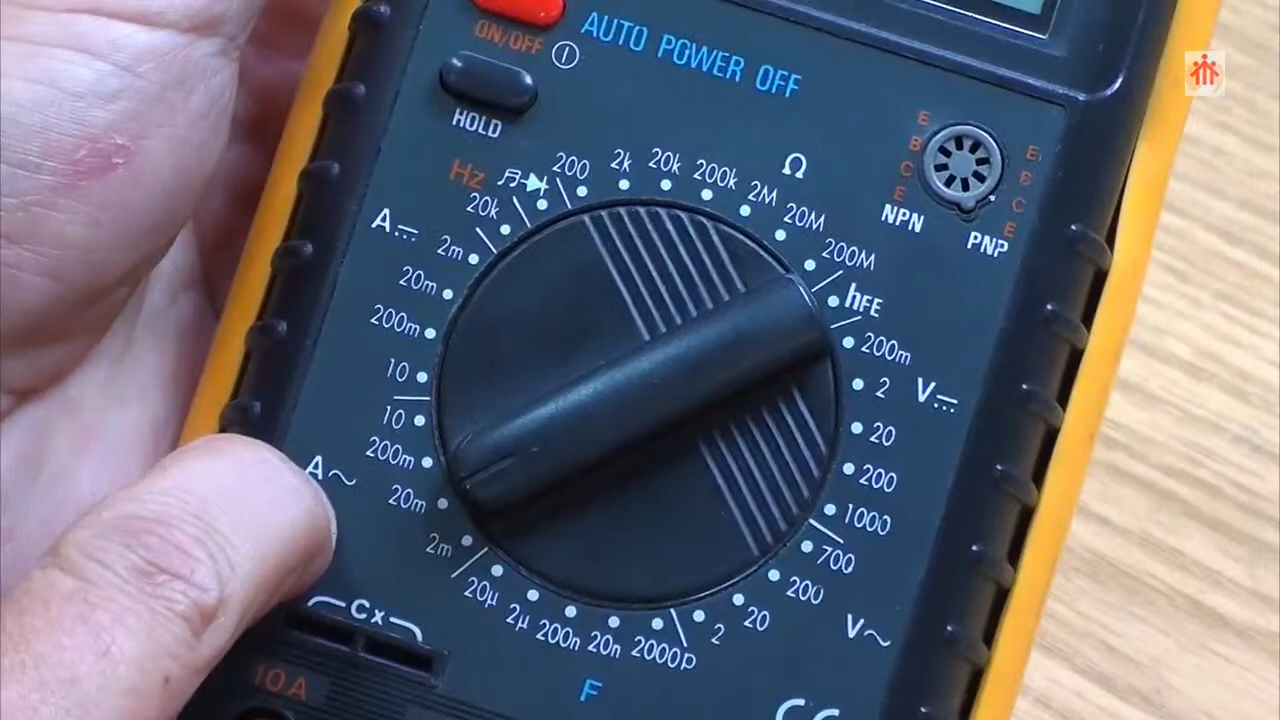 ON/OFF
AUTO POWER OFF
HOLD
Hz
200
2k
20k
200k
2M
20M
200M
Ω
hFE
E
B
C
E
NPN
E
B
C
E
PNP
20k
A⎓
2m
20m
200m
10
10
200m
20m
2m
A~
200m
2
20
200
1000
V⎓
700
200
20
2
V~
20µ
2µ
200n
20n
2000p
F
Cx
10A
CE